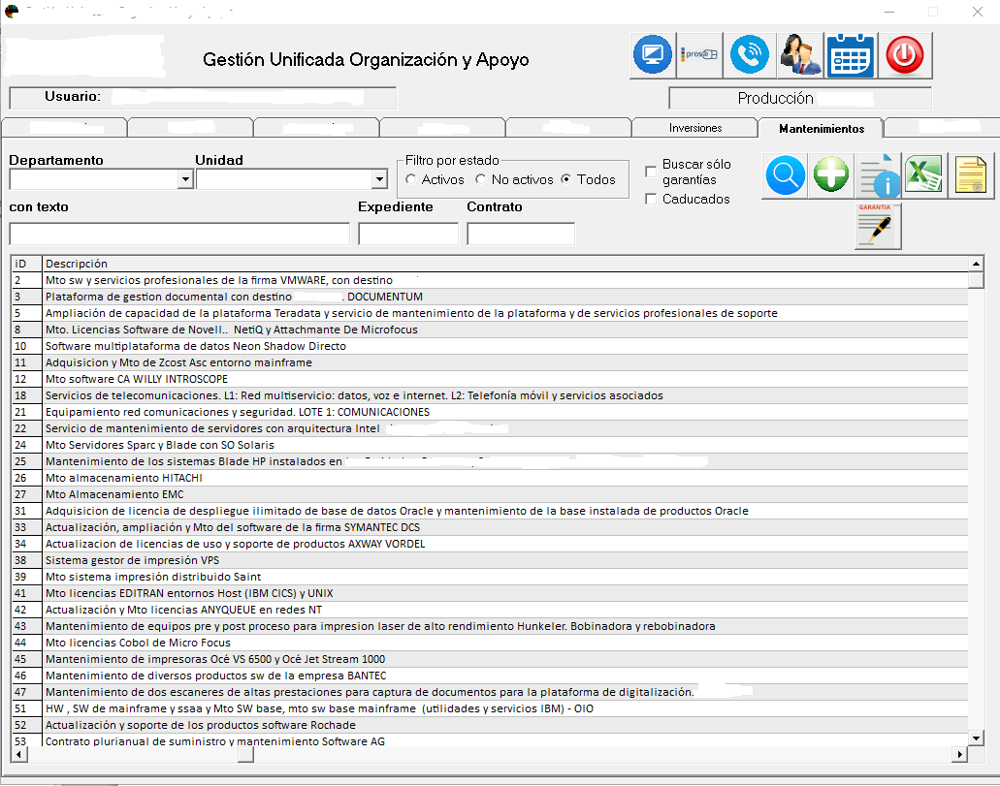 Gestión Unificada Organización y Apoyo
pros@
Usuario:
Producción
Inversiones
Mantenimientos
Departamento
Unidad
Filtro por estado
Activos
No activos
Todos
Buscar sólo
garantías
Caducados
con texto
Expediente
Contrato
GARANTIA
iD Descripción
2 Mto sw y servicios profesionales de la firma VMWARE, con destino
3 Plataforma de gestion documental con destino . DOCUMENTUM
5 Ampliación de capacidad de la plataforma Teradata y servicio de mantenimiento de la plataforma y de servicios profesionales de soporte
8 Mto. Licencias Software de Novell.. NetiQ y Attachmante De Microfocus
10 Software multiplataforma de datos Neon Shadow Directo
11 Adquisicion y Mto de Zcost Asc entorno mainframe
12 Mto software CA WILLY INTROSCOPE
18 Servicios de telecomunicaciones. L1: Red multiservicio: datos, voz e internet. L2: Telefonía móvil y servicios asociados
21 Equipamiento red comunicaciones y seguridad. LOTE 1: COMUNICACIONES
22 Servicio de mantenimiento de servidores con arquitectura Intel
24 Mto Servidores Sparc y Blade con SO Solaris
25 Mantenimiento de los sistemas Blade HP instalados en
26 Mto almacenamiento HITACHI
27 Mto Almacenamiento EMC
31 Adquisicion de licencia de despliegue ilimitado de base de datos Oracle y mantenimiento de la base instalada de productos Oracle
33 Actualización, ampliación y Mto del software de la firma SYMANTEC DCS
34 Actualizacion de licencias de uso y soporte de productos AXWAY VORDEL
38 Sistema gestor de impresión VPS
39 Mto sistema impresión distribuido Saint
41 Mto licencias EDITRAN entornos Host (IBM CICS) y UNIX
42 Actualización y Mto licencias ANYQUEUE en redes NT
43 Mantenimiento de equipos pre y post proceso para impresion laser de alto rendimiento Hunkeler. Bobinadora y rebobinadora
44 Mto licencias Cobol de Micro Focus
45 Mantenimiento de impresoras Océ VS 6500 y Océ Jet Stream 1000
46 Mantenimiento de diversos productos sw de la empresa BANTEC
47 Mantenimiento de dos escaneres de altas prestaciones para captura de documentos para la plataforma de digitalización.
51 HW , SW de mainframe y ssaa y Mto SW base, mto sw base mainframe (utilidades y servicios IBM) - OIO
52 Actualización y soporte de los productos software Rochade
53 Contrato plurianual de suministro y mantenimiento Software AG